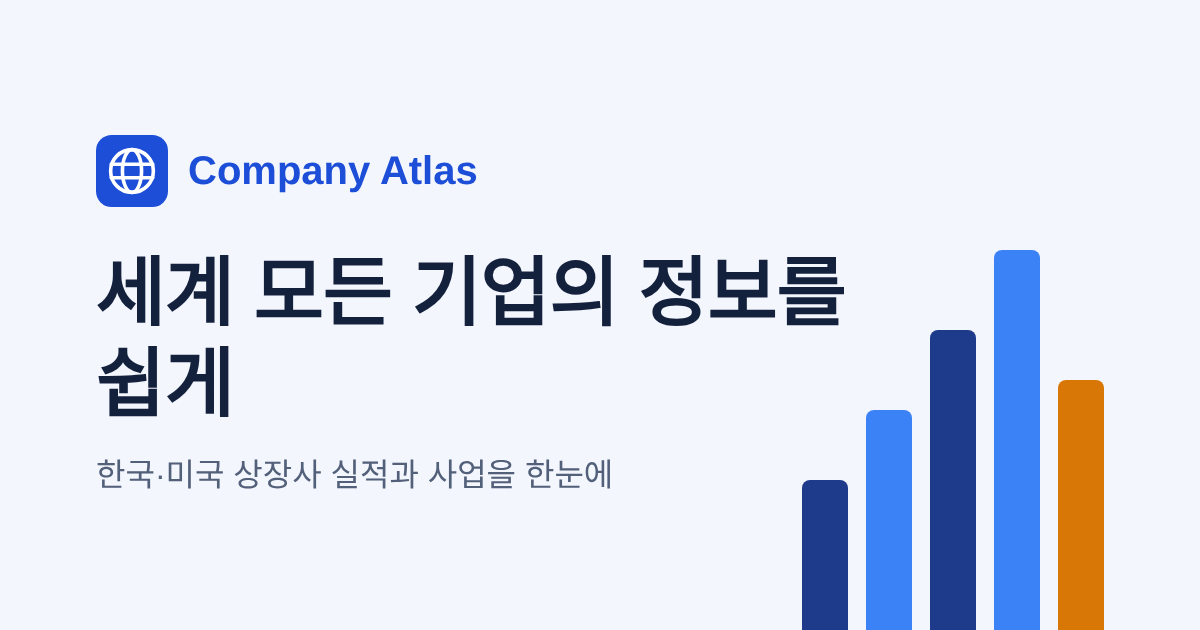 Company Atlas
세계 모든 기업의 정보를
쉽게
한국·미국 상장사 실적과 사업을 한눈에